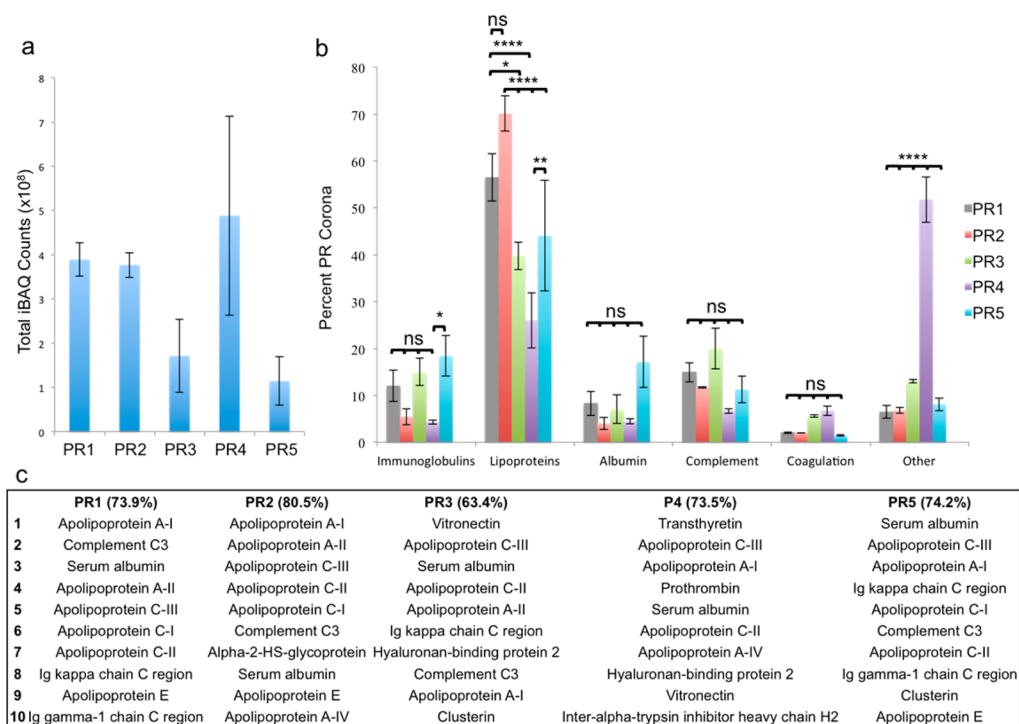 a
Total iBAQ Counts (x10⁸)
8
7
6
5
4
3
2
1
0
PR1 PR2 PR3 PR4 PR5
b
Percent PR Corona
80
70
60
50
40
30
20
10
0
ns
****
*
****
**
ns
*
ns
ns
ns
****
Immunoglobulins Lipoproteins Albumin Complement Coagulation Other
PR1
PR2
PR3
PR4
PR5
c
PR1 (73.9%) PR2 (80.5%) PR3 (63.4%) P4 (73.5%) PR5 (74.2%)
1 Apolipoprotein A-I Apolipoprotein A-I Vitronectin Transthyretin Serum albumin
2 Complement C3 Apolipoprotein A-II Apolipoprotein C-III Apolipoprotein C-III Apolipoprotein C-III
3 Serum albumin Apolipoprotein C-III Serum albumin Apolipoprotein A-I Apolipoprotein A-I
4 Apolipoprotein A-II Apolipoprotein C-II Apolipoprotein C-II Prothrombin Ig kappa chain C region
5 Apolipoprotein C-III Apolipoprotein C-I Apolipoprotein A-II Serum albumin Apolipoprotein C-I
6 Apolipoprotein C-I Complement C3 Ig kappa chain C region Apolipoprotein C-II Complement C3
7 Apolipoprotein C-II Alpha-2-HS-glycoprotein Hyaluronan-binding protein 2 Apolipoprotein A-IV Apolipoprotein C-II
8 Ig kappa chain C region Serum albumin Complement C3 Hyaluronan-binding protein 2 Ig gamma-1 chain C region
9 Apolipoprotein E Apolipoprotein E Apolipoprotein A-I Vitronectin Clusterin
10 Ig gamma-1 chain C region Apolipoprotein A-IV Clusterin Inter-alpha-trypsin inhibitor heavy chain H2 Apolipoprotein E